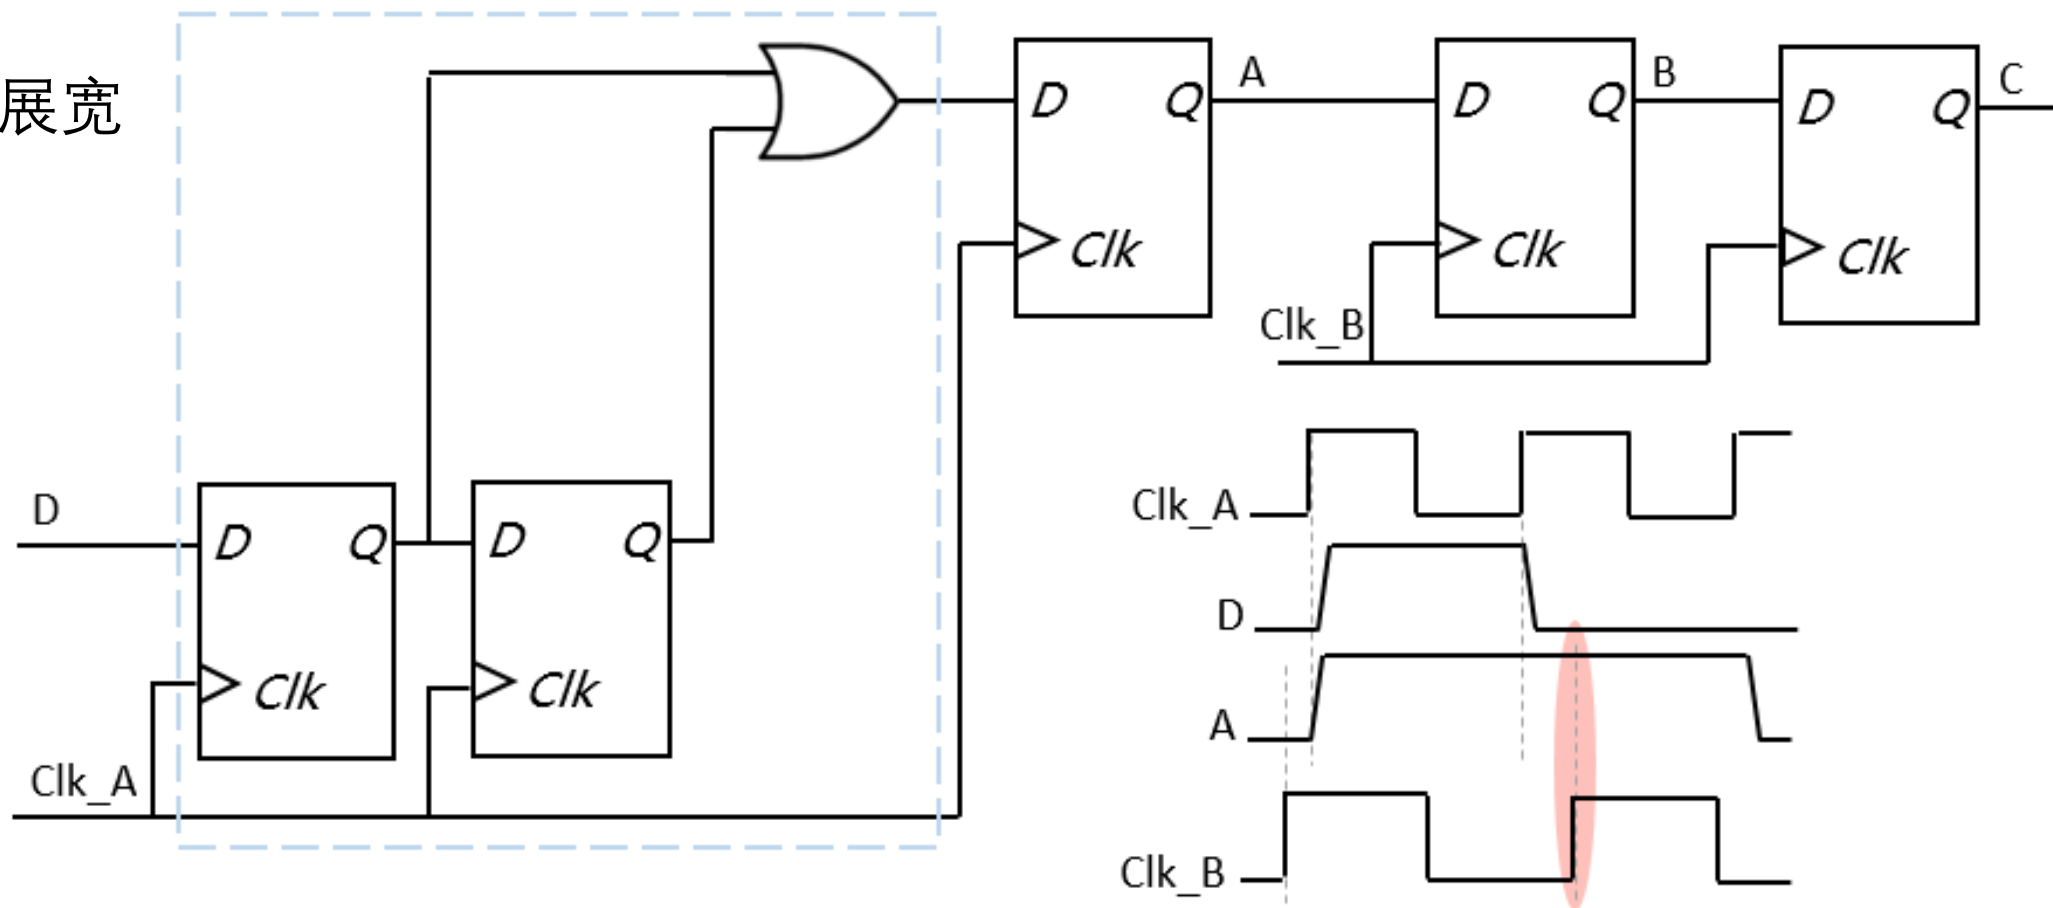 展宽
D Q A
Clk
D Q B
Clk
D Q C
Clk
Clk_B
D
D Q
Clk
D Q
Clk
Clk_A
Clk_A
D
A
Clk_B